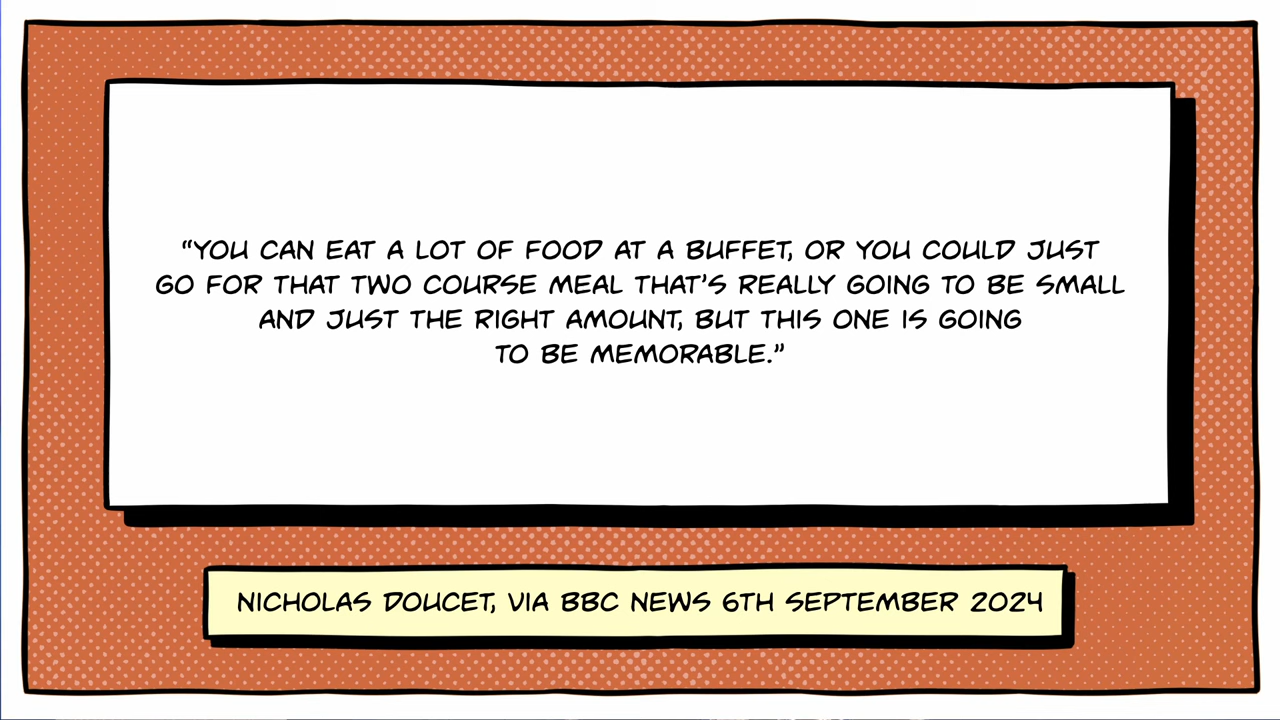 “YOU CAN EAT A LOT OF FOOD AT A BUFFET, OR YOU COULD JUST
GO FOR THAT TWO COURSE MEAL THAT’S REALLY GOING TO BE SMALL
AND JUST THE RIGHT AMOUNT, BUT THIS ONE IS GOING
TO BE MEMORABLE.”
NICHOLAS DOUCET, VIA BBC NEWS 6TH SEPTEMBER 2024